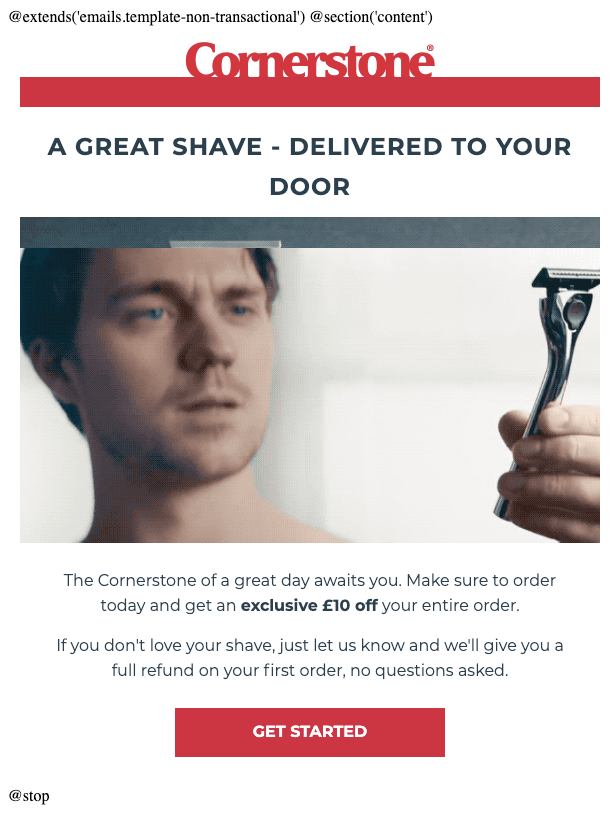 @extends('emails.template-non-transactional') @section('content')
Cornerstone®
A GREAT SHAVE - DELIVERED TO YOUR
DOOR
The Cornerstone of a great day awaits you. Make sure to order
today and get an exclusive £10 off your entire order.
If you don't love your shave, just let us know and we'll give you a
full refund on your first order, no questions asked.
GET STARTED
@stop